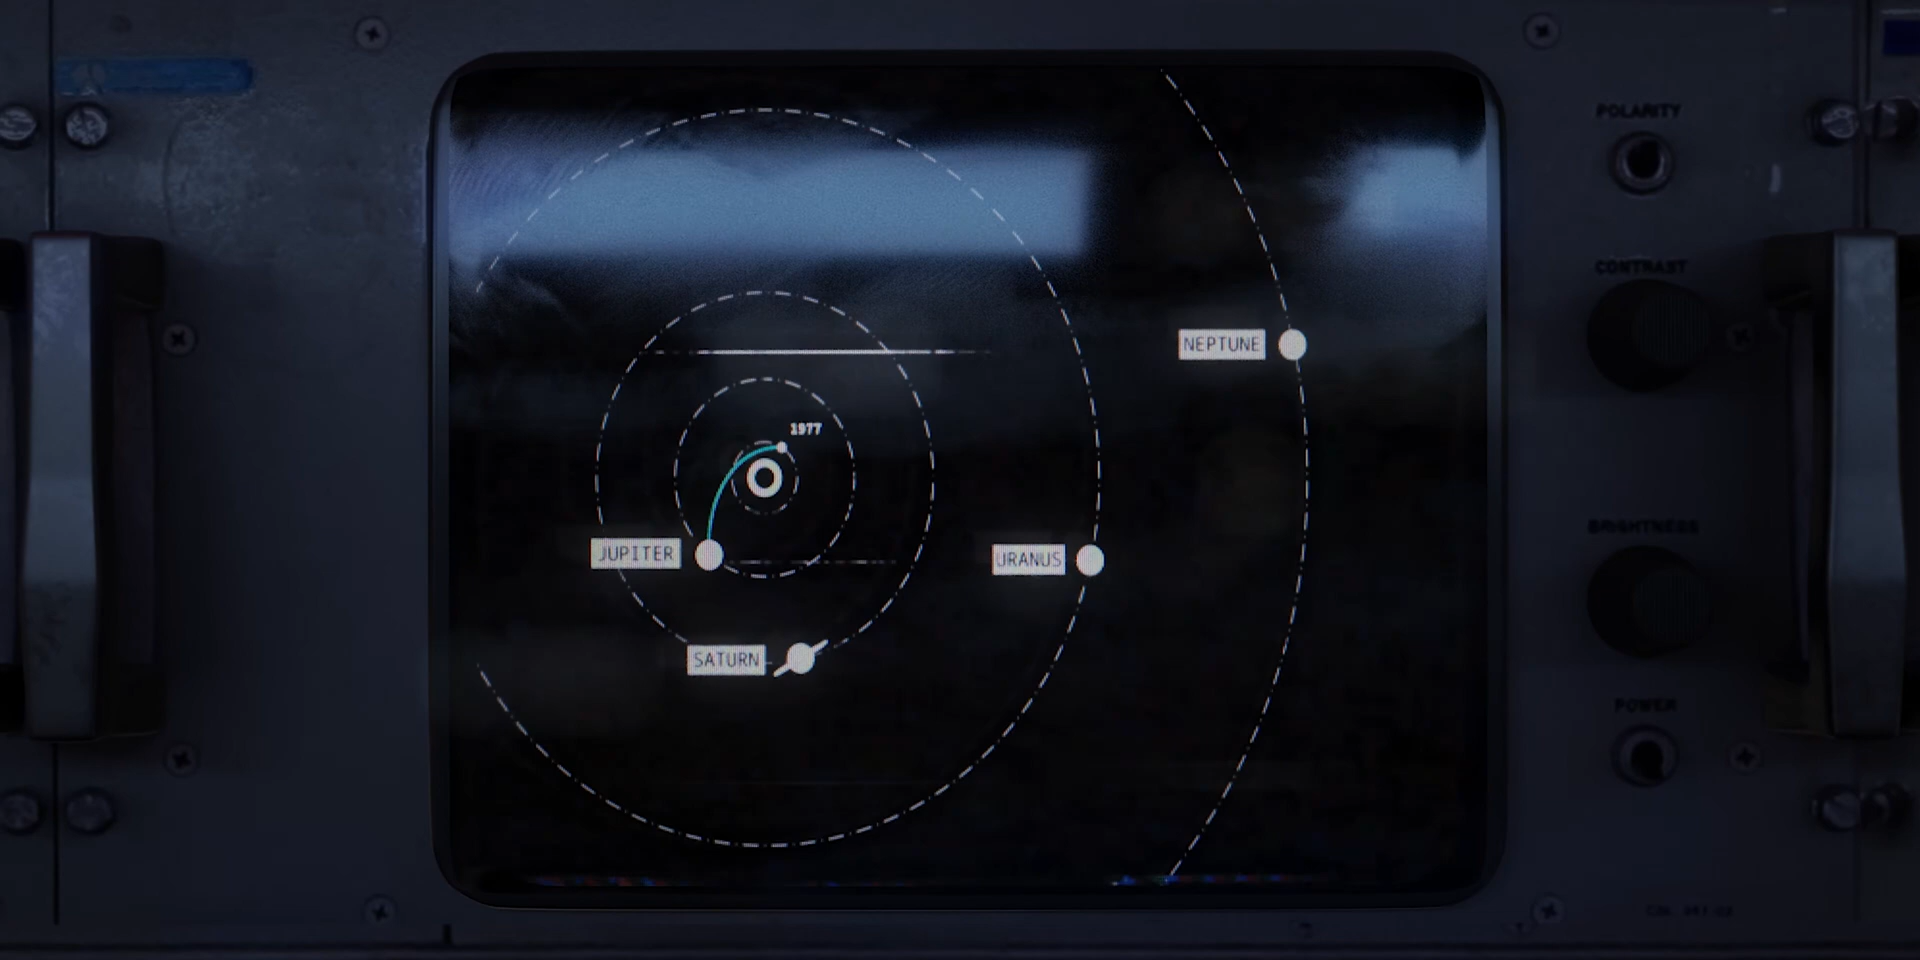 POLARITY
CONTRAST
NEPTUNE
1977
JUPITER
URANUS
BRIGHTNESS
SATURN
POWER